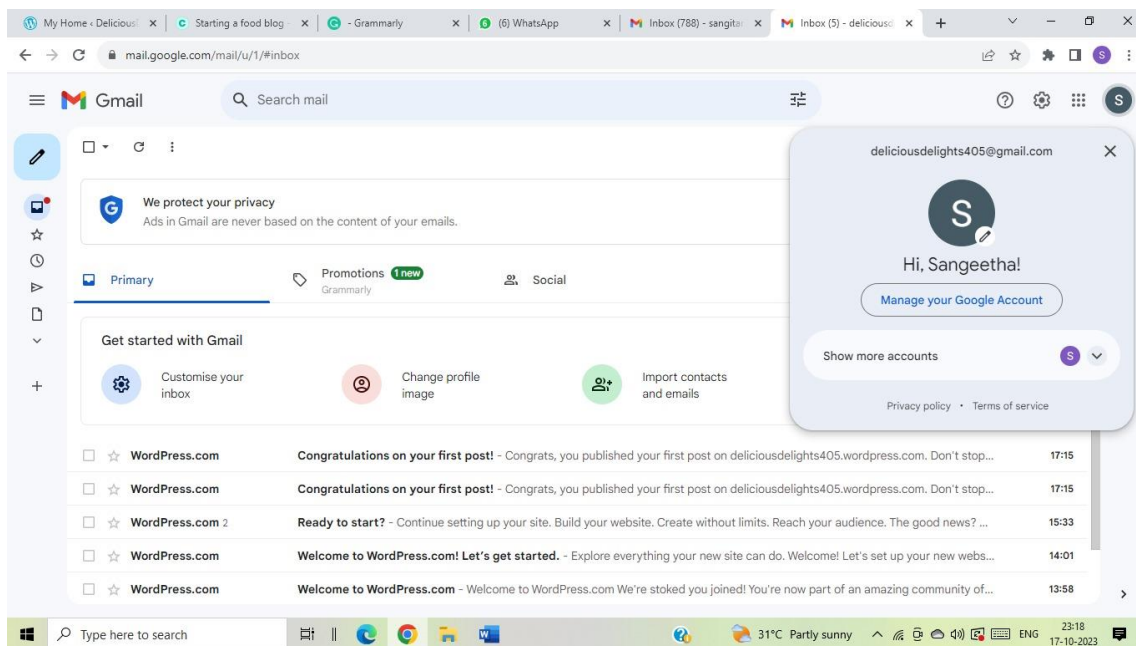 My Home ‹ Delicious
Starting a food blog -
- Grammarly
(6) WhatsApp
Inbox (788) - sangita
Inbox (5) - deliciousd
mail.google.com/mail/u/1/#inbox
S
Gmail
Search mail
S
deliciousdelights405@gmail.com
We protect your privacy
Ads in Gmail are never based on the content of your emails.
S
Hi, Sangeetha!
Manage your Google Account
Primary
Promotions 1 new
Grammarly
Social
Show more accounts S
Privacy policy • Terms of service
Get started with Gmail
Customise your
inbox
Change profile
image
Import contacts
and emails
WordPress.com Congratulations on your first post! - Congrats, you published your first post on deliciousdelights405.wordpress.com. Don't stop... 17:15
WordPress.com Congratulations on your first post! - Congrats, you published your first post on deliciousdelights405.wordpress.com. Don't stop... 17:15
WordPress.com 2 Ready to start? - Continue setting up your site. Build your website. Create without limits. Reach your audience. The good news? ... 15:33
WordPress.com Welcome to WordPress.com! Let's get started. - Explore everything your new site can do. Welcome! Let's set up your new webs... 14:01
WordPress.com Welcome to WordPress.com - Welcome to WordPress.com We're stoked you joined! You're now part of an amazing community of... 13:58
Type here to search
31°C Partly sunny
ENG
23:18
17-10-2023